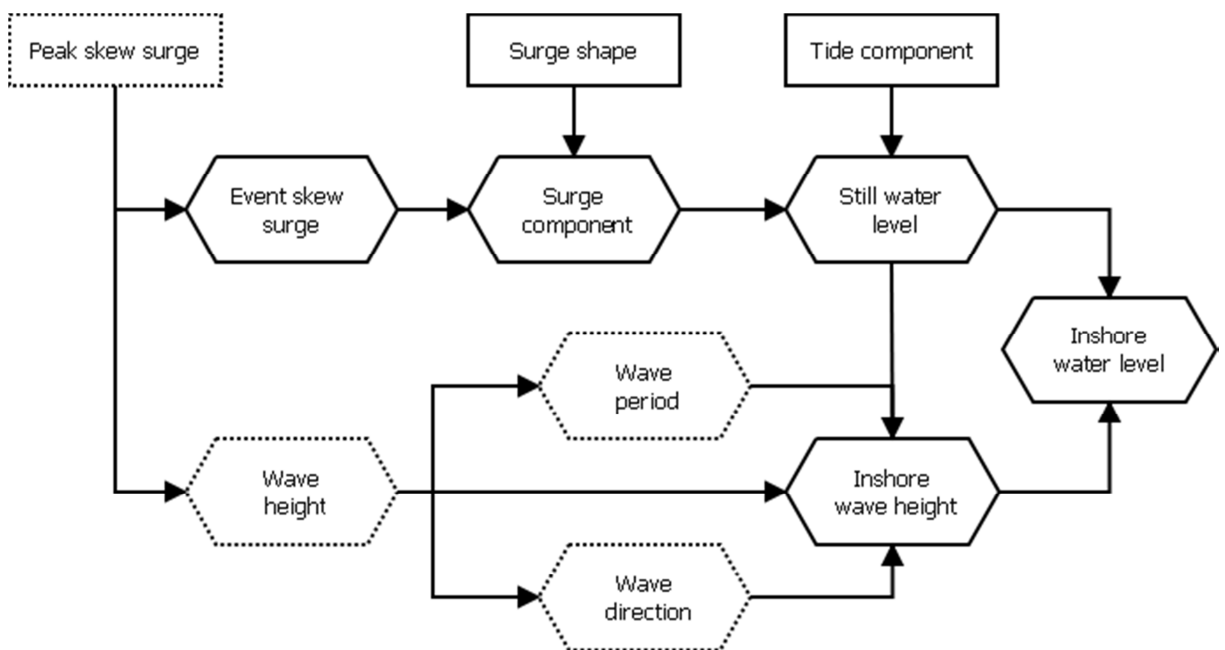 Peak skew surge
Surge shape
Tide component
Event skew
surge
Surge
component
Still water
level
Inshore
water level
Wave
period
Wave
height
Inshore
wave height
Wave
direction